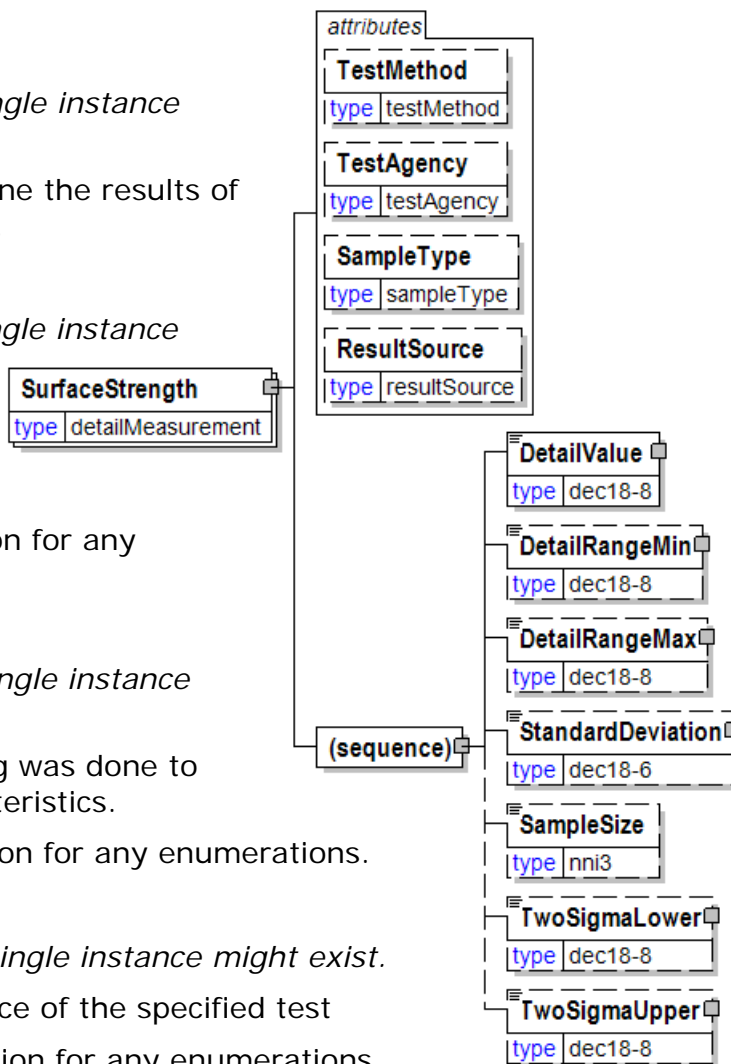 ngle instance
ne the results of
ngle instance
on for any
ngle instance
g was done to
teristics.
on for any enumerations.
ingle instance might exist.
ce of the specified test
ion for any enumerations
attributes
TestMethod
type testMethod
TestAgency
type testAgency
SampleType
type sampleType
ResultSource
type resultSource
SurfaceStrength
type detailMeasurement
(sequence)
DetailValue
type dec18-8
DetailRangeMin
type dec18-8
DetailRangeMax
type dec18-8
StandardDeviation
type dec18-6
SampleSize
type nni3
TwoSigmaLower
type dec18-8
TwoSigmaUpper
type dec18-8